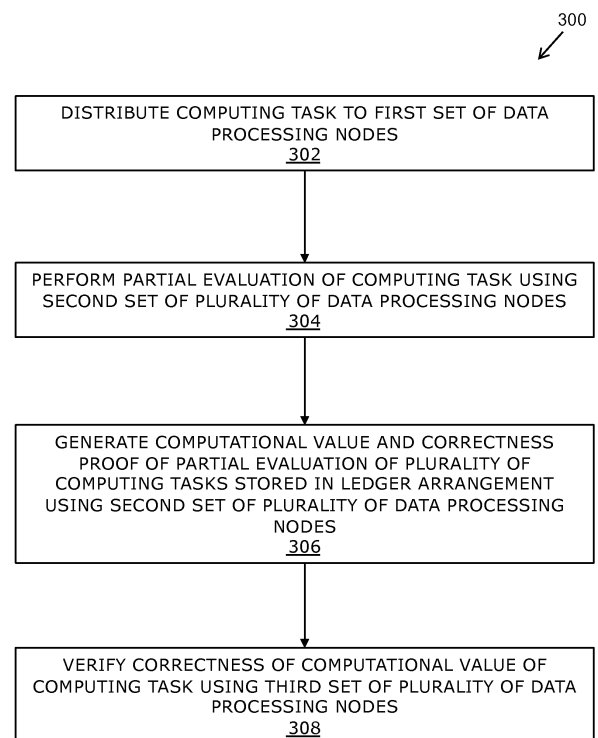 300
DISTRIBUTE COMPUTING TASK TO FIRST SET OF DATA
PROCESSING NODES
302
PERFORM PARTIAL EVALUATION OF COMPUTING TASK USING
SECOND SET OF PLURALITY OF DATA PROCESSING NODES
304
GENERATE COMPUTATIONAL VALUE AND CORRECTNESS
PROOF OF PARTIAL EVALUATION OF PLURALITY OF
COMPUTING TASKS STORED IN LEDGER ARRANGEMENT
USING SECOND SET OF PLURALITY OF DATA PROCESSING
NODES
306
VERIFY CORRECTNESS OF COMPUTATIONAL VALUE OF
COMPUTING TASK USING THIRD SET OF PLURALITY OF DATA
PROCESSING NODES
308